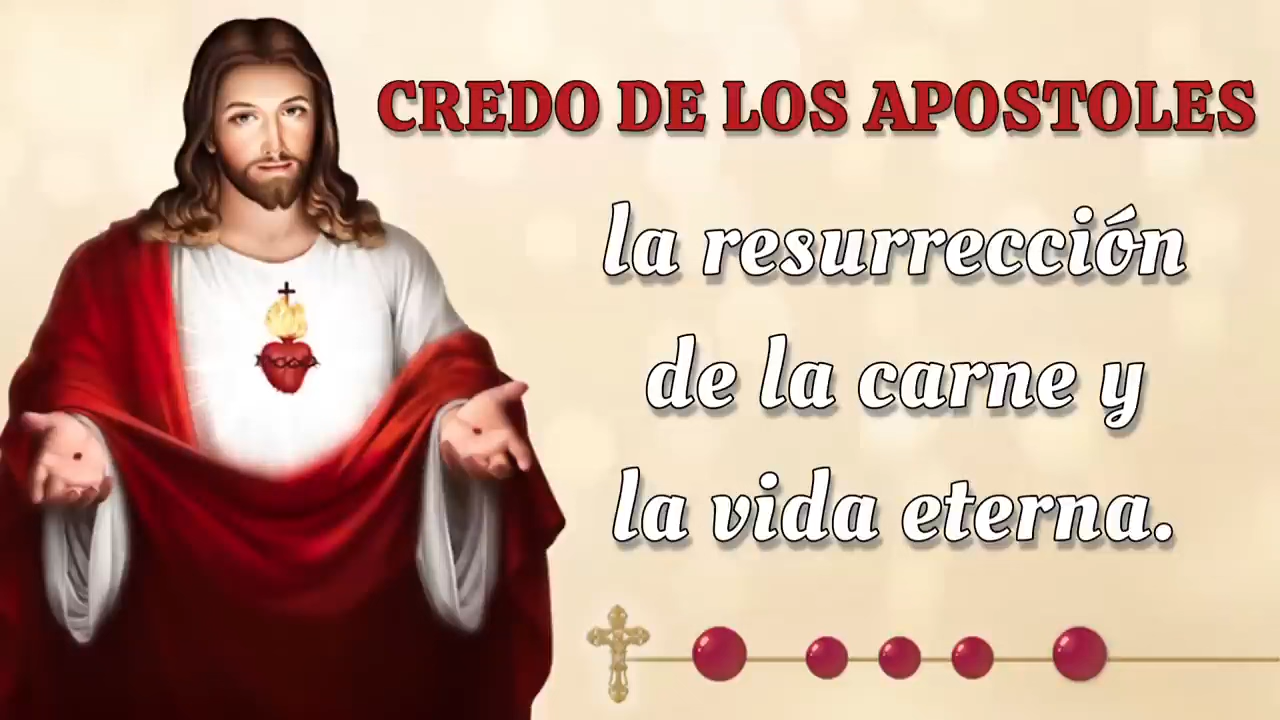 CREDO DE LOS APOSTOLES
la resurrección
de la carne y
la vida eterna.